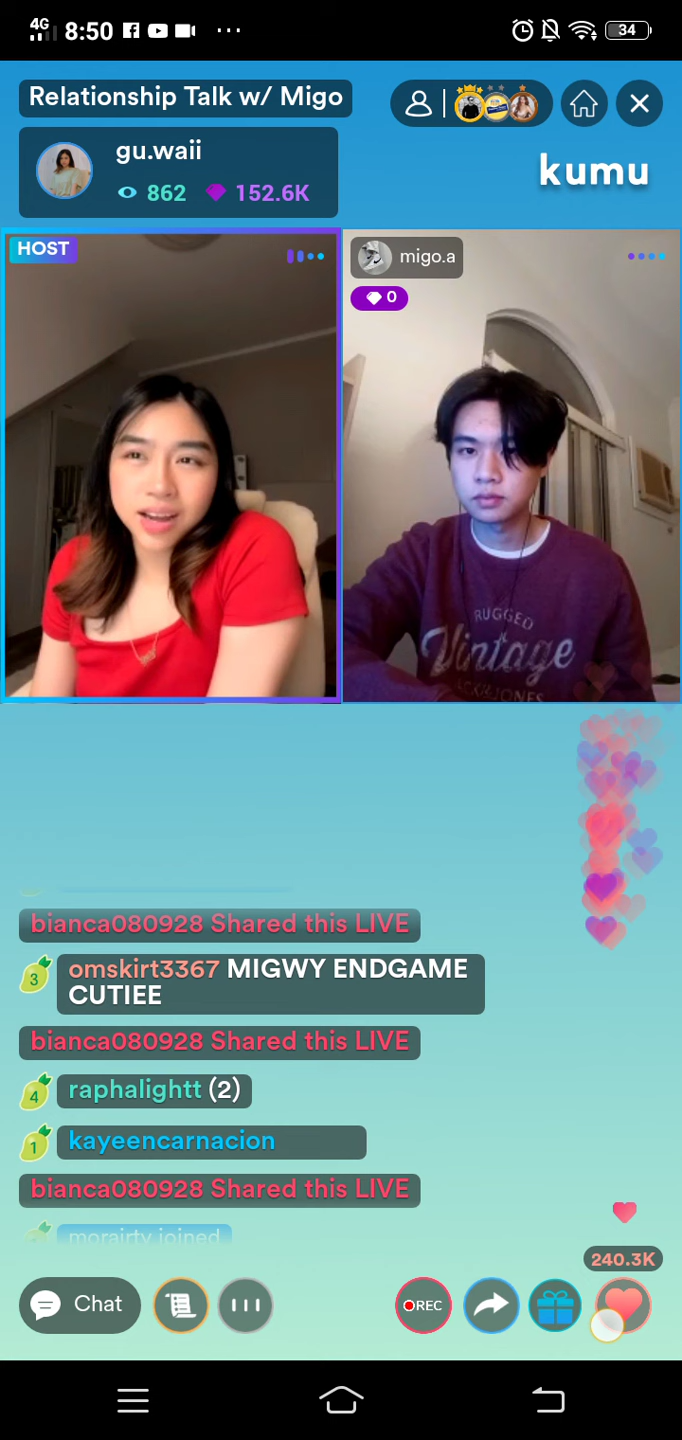 4G
8:50
34
Relationship Talk w/ Migo
gu.waii
862 152.6K
kumu
HOST
migo.a
0
RUGGED
Vintage
bianca080928 Shared this LIVE
3
omskirt3367 MIGWY ENDGAME
CUTIEE
bianca080928 Shared this LIVE
4
raphalightt (2)
1
kayeencarnacion
bianca080928 Shared this LIVE
morairty joined
240.3K
Chat
REC